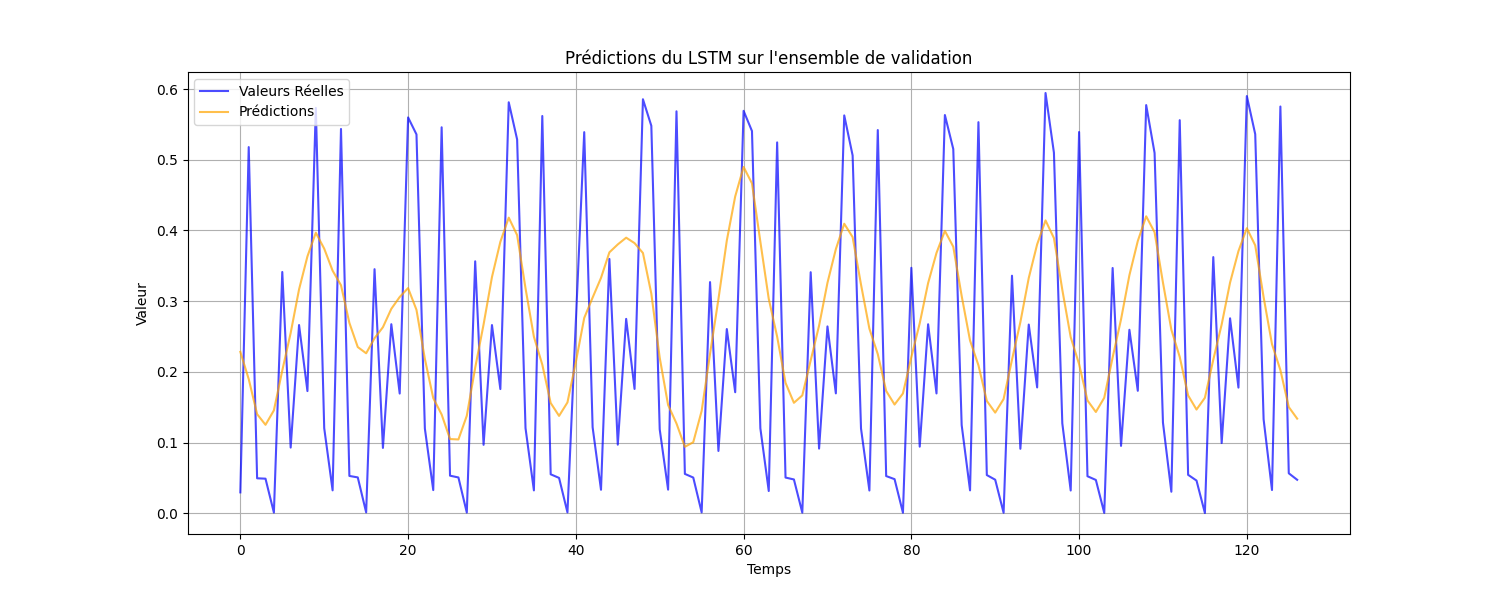 Prédictions du LSTM sur l'ensemble de validation
Valeurs Réelles
Prédictions
0.6
0.5
0.4
0.3
0.2
0.1
0.0
Valeur
0 20 40 60 80 100 120
Temps